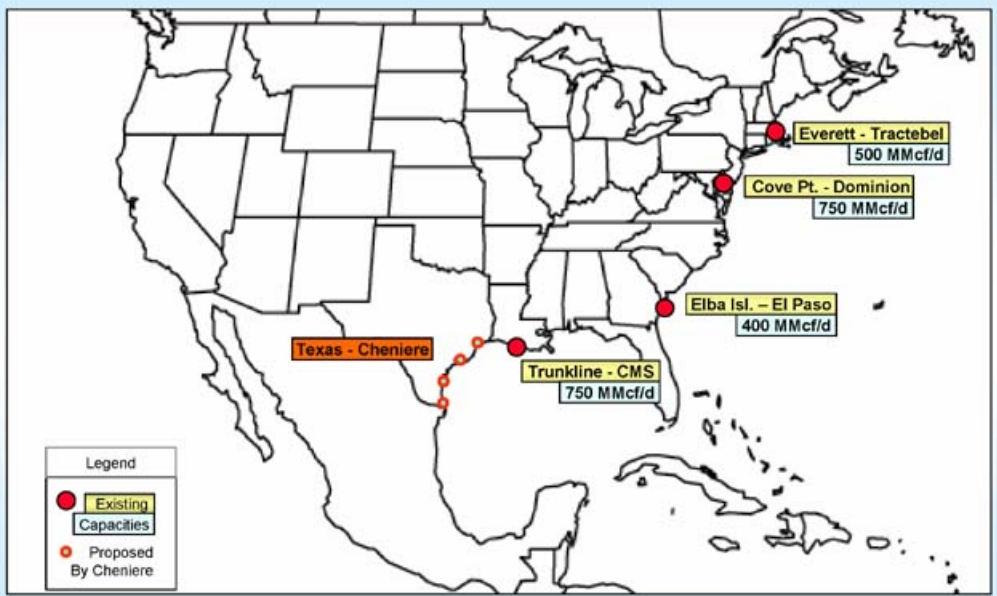 Everett - Tractebel
500 MMcf/d
Cove Pt. - Dominion
750 MMcf/d
Elba Isl. – El Paso
400 MMcf/d
Texas - Cheniere
Trunkline - CMS
750 MMcf/d
Legend
Existing
Capacities
Proposed
By Cheniere